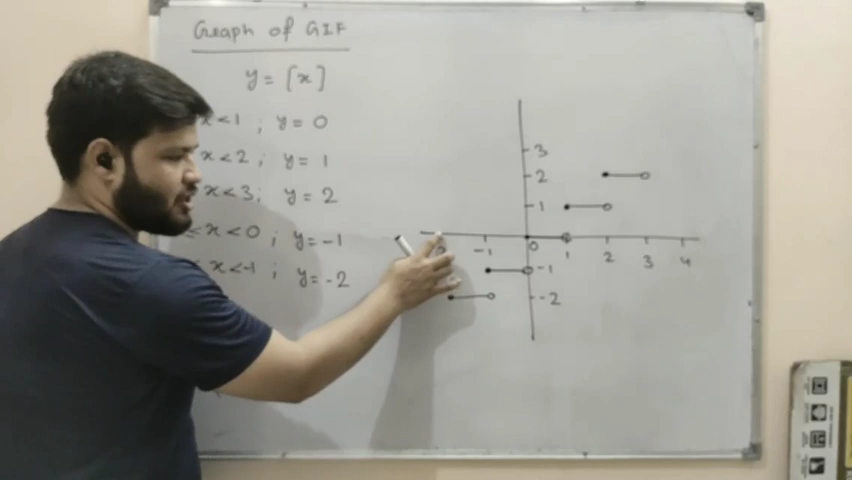 Graph of GIF
y = [x]
x < 1 ; y = 0
x < 2 ; y = 1
x < 3 ; y = 2
≤ x < 0 ; y = -1
x < -1 ; y = -2
3
2
1
-1
0
1
2
3
4
-1
-2